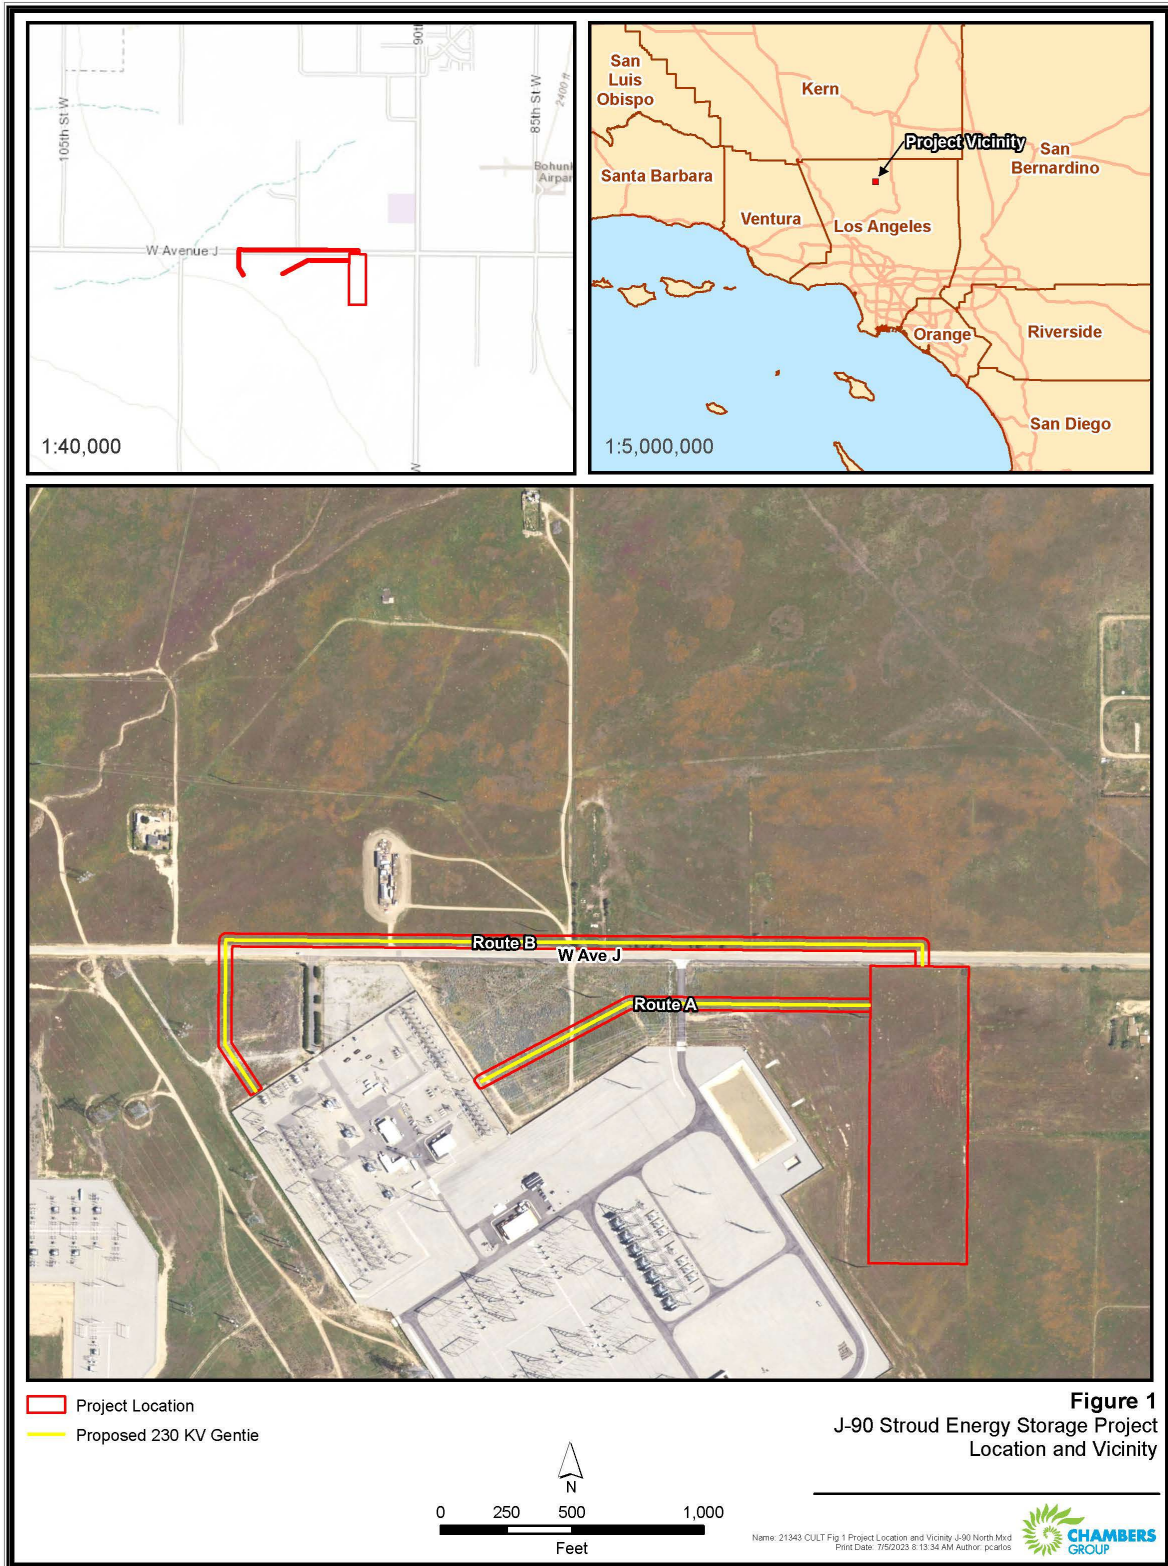 105th St W
90th
85th St W
2400 ft
Bohunk
Airpar
W Avenue J
W
1:40,000
San
Luis
Obispo
Kern
Project Vicinity
San
Bernardino
Santa Barbara
Ventura
Los Angeles
Orange
Riverside
San Diego
1:5,000,000
Route B
W Ave J
Route A
Project Location
Proposed 230 KV Gentie
Figure 1
J-90 Stroud Energy Storage Project
Location and Vicinity
N
0 250 500 1,000
Feet
Name: 21343 CULT Fig 1 Project Location and Vicinity J-90 North.Mxd
Print Date: 7/5/2023 8:13:34 AM Author: pcarlos
CHAMBERS
GROUP